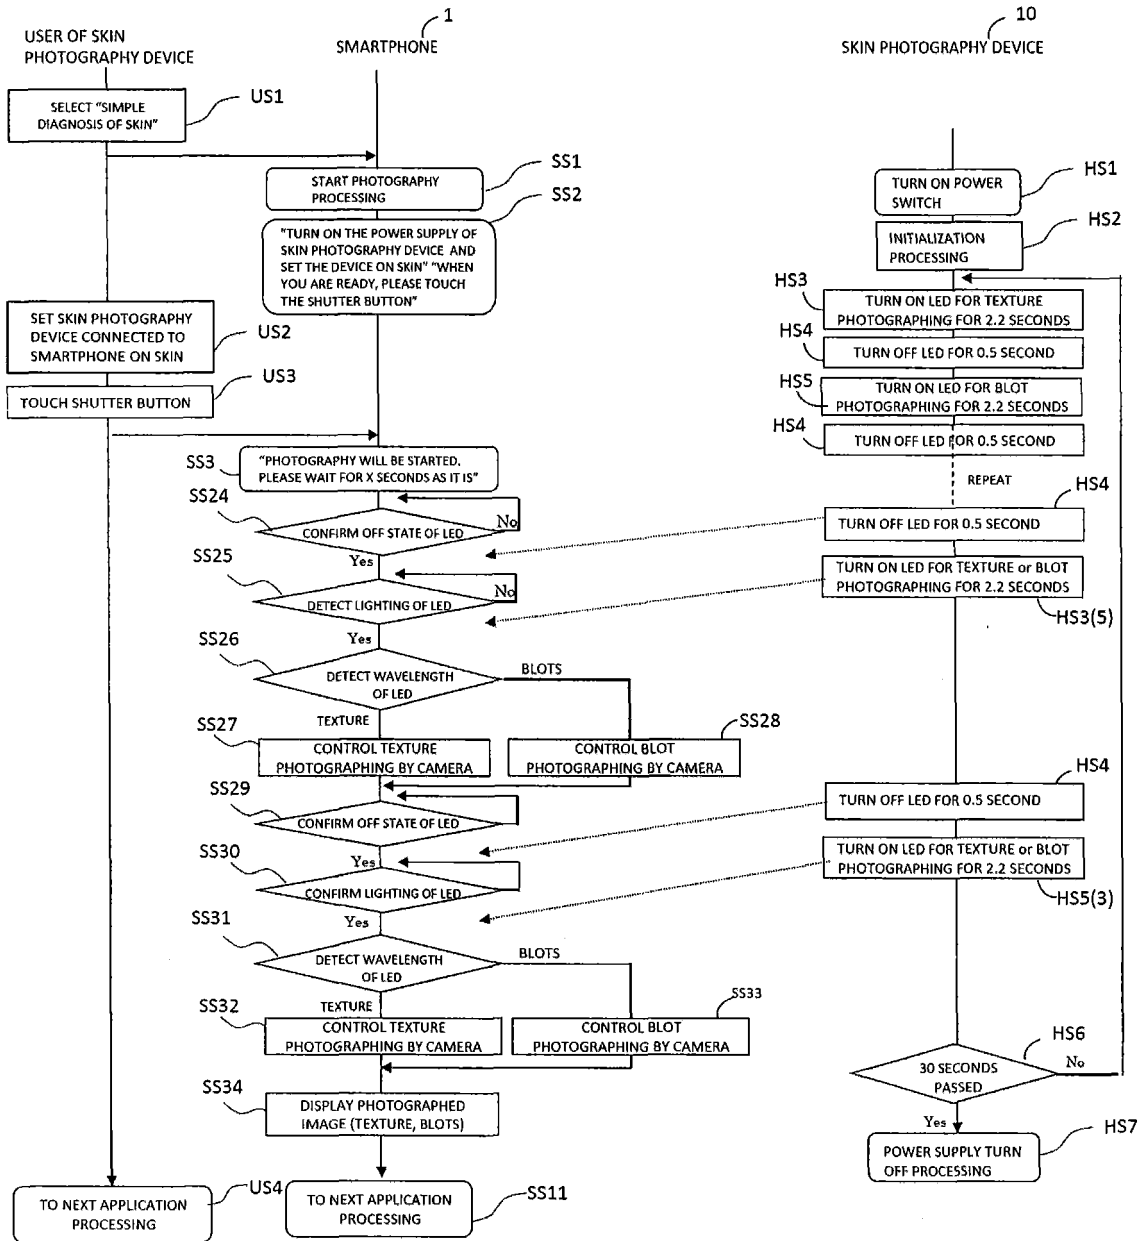 USER OF SKIN
PHOTOGRAPHY DEVICE
1
SMARTPHONE
10
SKIN PHOTOGRAPHY DEVICE
SELECT "SIMPLE
DIAGNOSIS OF SKIN"
US1
START PHOTOGRAPHY
PROCESSING
SS1
SS2
"TURN ON THE POWER SUPPLY OF
SKIN PHOTOGRAPHY DEVICE AND
SET THE DEVICE ON SKIN" "WHEN
YOU ARE READY, PLEASE TOUCH
THE SHUTTER BUTTON"
SET SKIN PHOTOGRAPHY
DEVICE CONNECTED TO
SMARTPHONE ON SKIN
US2
US3
TOUCH SHUTTER BUTTON
SS3
"PHOTOGRAPHY WILL BE STARTED.
PLEASE WAIT FOR X SECONDS AS IT IS"
SS24
CONFIRM OFF STATE OF LED
No
Yes
SS25
DETECT LIGHTING OF LED
No
Yes
SS26
DETECT WAVELENGTH
OF LED
BLOTS
TEXTURE
SS27
CONTROL TEXTURE
PHOTOGRAPHING BY CAMERA
SS28
CONTROL BLOT
PHOTOGRAPHING BY CAMERA
SS29
CONFIRM OFF STATE OF LED
Yes
SS30
CONFIRM LIGHTING OF LED
Yes
SS31
DETECT WAVELENGTH
OF LED
BLOTS
TEXTURE
SS32
CONTROL TEXTURE
PHOTOGRAPHING BY CAMERA
SS33
CONTROL BLOT
PHOTOGRAPHING BY CAMERA
SS34
DISPLAY PHOTOGRAPHED
IMAGE (TEXTURE, BLOTS)
US4
TO NEXT APPLICATION
PROCESSING
TO NEXT APPLICATION
PROCESSING
SS11
TURN ON POWER
SWITCH
HS1
INITIALIZATION
PROCESSING
HS2
HS3
TURN ON LED FOR TEXTURE
PHOTOGRAPHING FOR 2.2 SECONDS
HS4
TURN OFF LED FOR 0.5 SECOND
HS5
TURN ON LED FOR BLOT
PHOTOGRAPHING FOR 2.2 SECONDS
HS4
TURN OFF LED FOR 0.5 SECOND
REPEAT
HS4
TURN OFF LED FOR 0.5 SECOND
TURN ON LED FOR TEXTURE or BLOT
PHOTOGRAPHING FOR 2.2 SECONDS
HS3(5)
HS4
TURN OFF LED FOR 0.5 SECOND
TURN ON LED FOR TEXTURE or BLOT
PHOTOGRAPHING FOR 2.2 SECONDS
HS5(3)
HS6
30 SECONDS
PASSED
No
Yes
HS7
POWER SUPPLY TURN
OFF PROCESSING